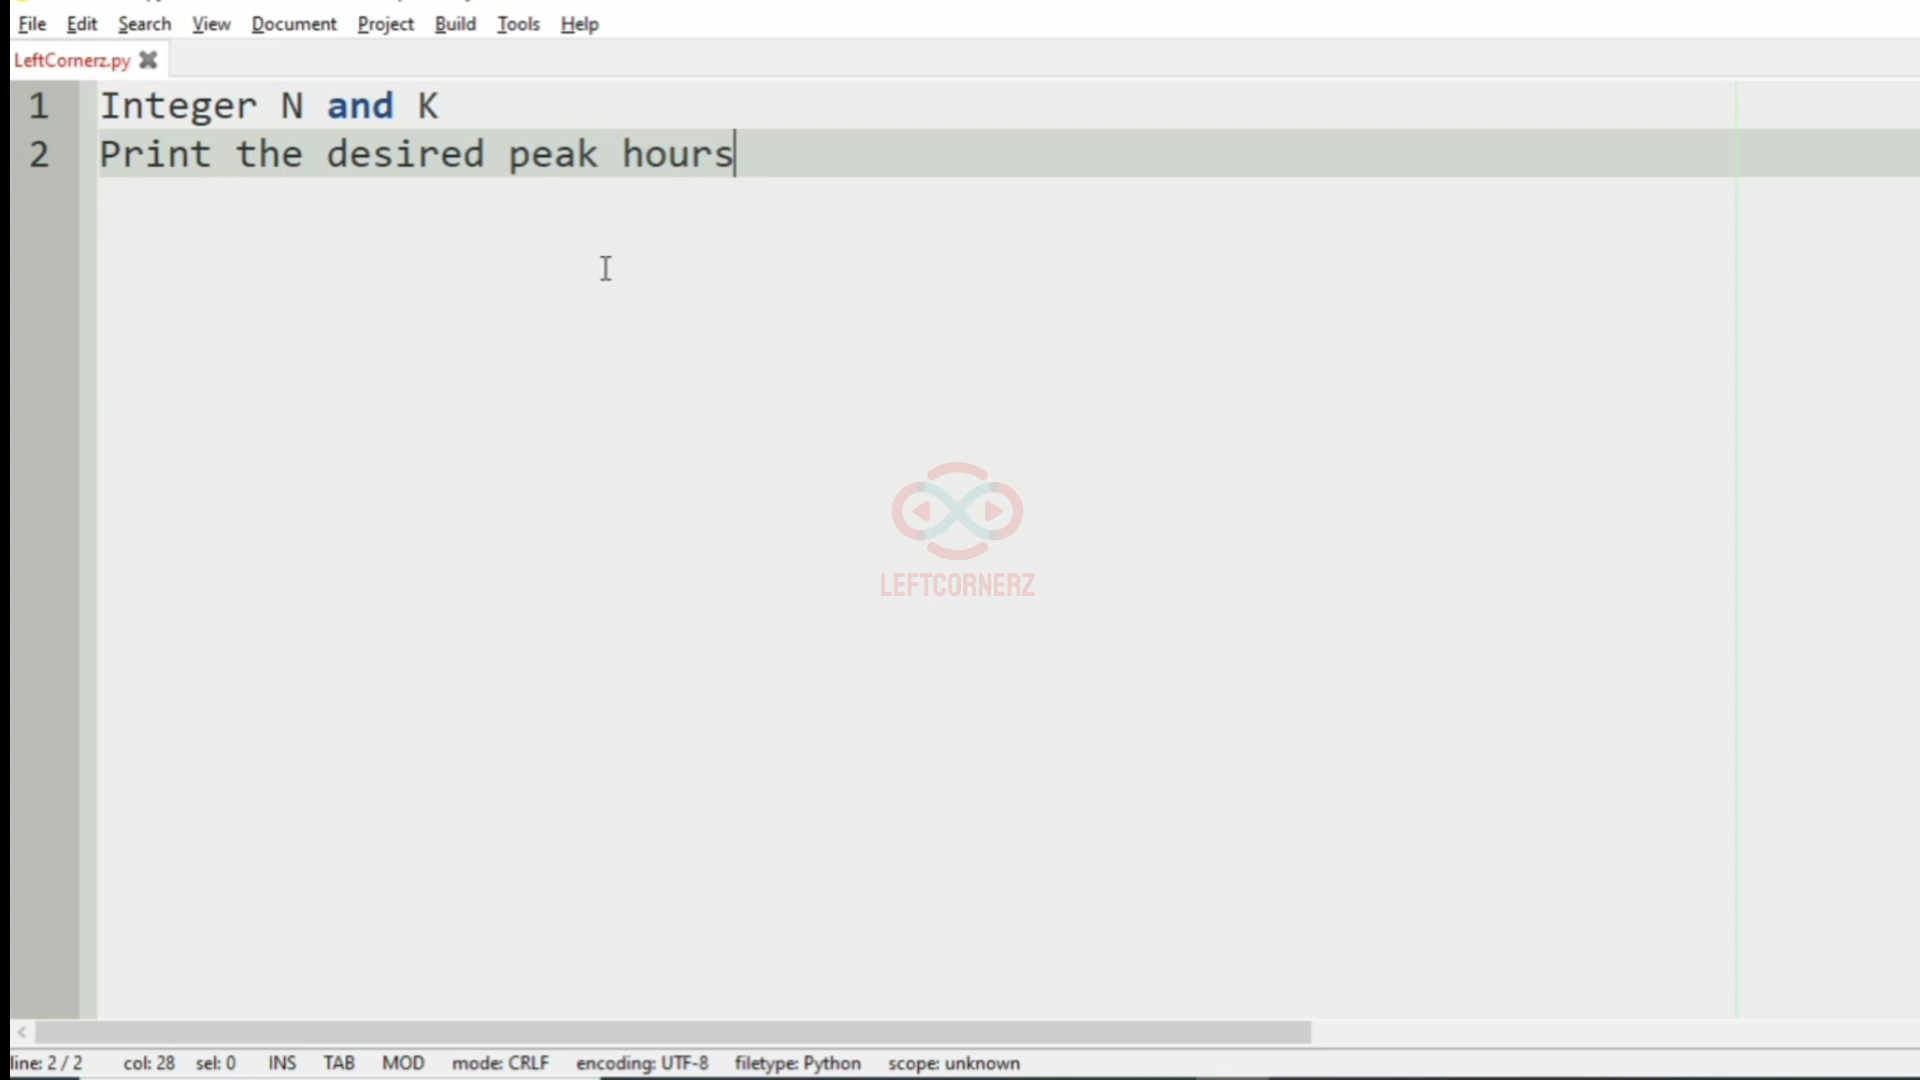 File Edit Search View Document Project Build Tools Help
LeftCornerz.py
1 Integer N and K
2 Print the desired peak hours
LEFTCORNERZ
line: 2 / 2 col: 28 sel: 0 INS TAB MOD mode: CRLF encoding: UTF-8 filetype: Python scope: unknown